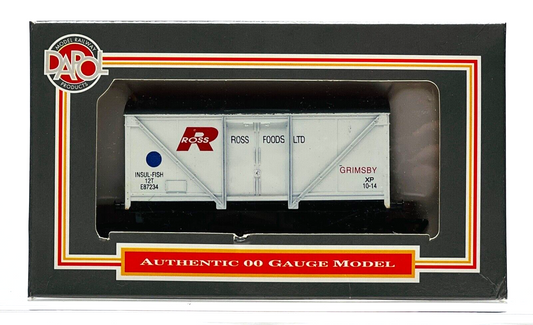 MODEL RAILWAY
DAPOL
PRODUCTS
ROSS
ROSS FOODS LTD
INSUL-FISH
12T
E87234
GRIMSBY
XP
10-14
AUTHENTIC 00 GAUGE MODEL